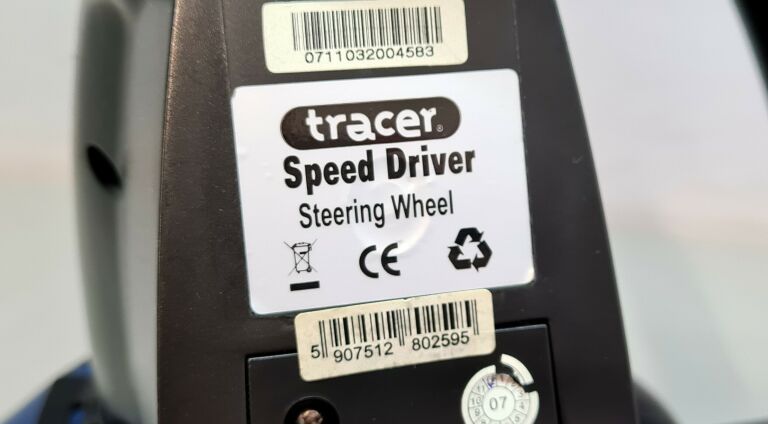 0711032004583
tracer®
Speed Driver
Steering Wheel
CE
5 907512 802595
07